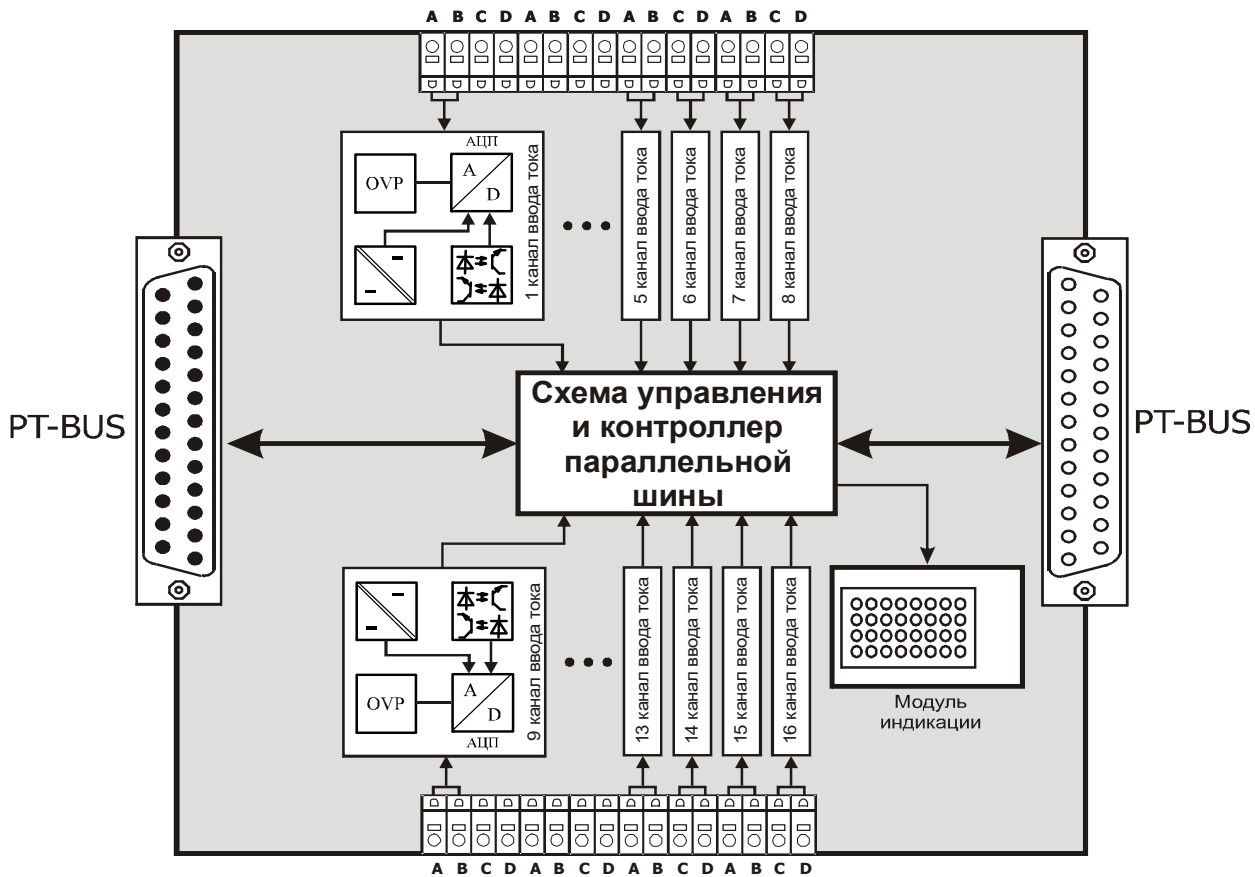 A B C D A B C D A B C D A B C D
АЦП
OVP
A
D
1 канал ввода тока
5 канал ввода тока
6 канал ввода тока
7 канал ввода тока
8 канал ввода тока
PT-BUS
Схема управления
и контроллер
параллельной
шины
PT-BUS
OVP
A
D
АЦП
9 канал ввода тока
13 канал ввода тока
14 канал ввода тока
15 канал ввода тока
16 канал ввода тока
Модуль
индикации
A B C D A B C D A B C D A B C D